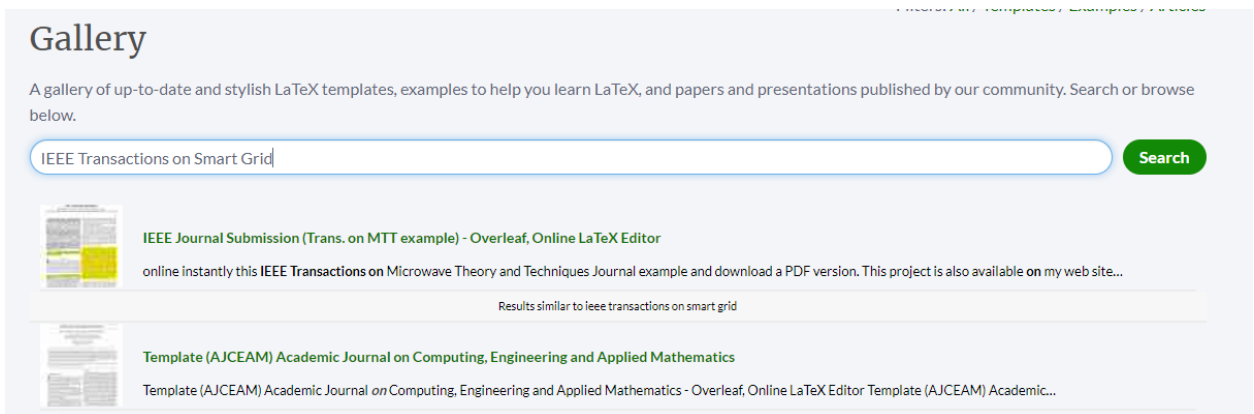 Filters: All / Templates / Examples / Articles
Gallery
A gallery of up-to-date and stylish LaTeX templates, examples to help you learn LaTeX, and papers and presentations published by our community. Search or browse
below.
IEEE Transactions on Smart Grid
Search
IEEE Journal Submission (Trans. on MTT example) - Overleaf, Online LaTeX Editor
online instantly this IEEE Transactions on Microwave Theory and Techniques Journal example and download a PDF version. This project is also available on my web site...
Results similar to ieee transactions on smart grid
Template (AJCEAM) Academic Journal on Computing, Engineering and Applied Mathematics
Template (AJCEAM) Academic Journal on Computing, Engineering and Applied Mathematics - Overleaf, Online LaTeX Editor Template (AJCEAM) Academic...